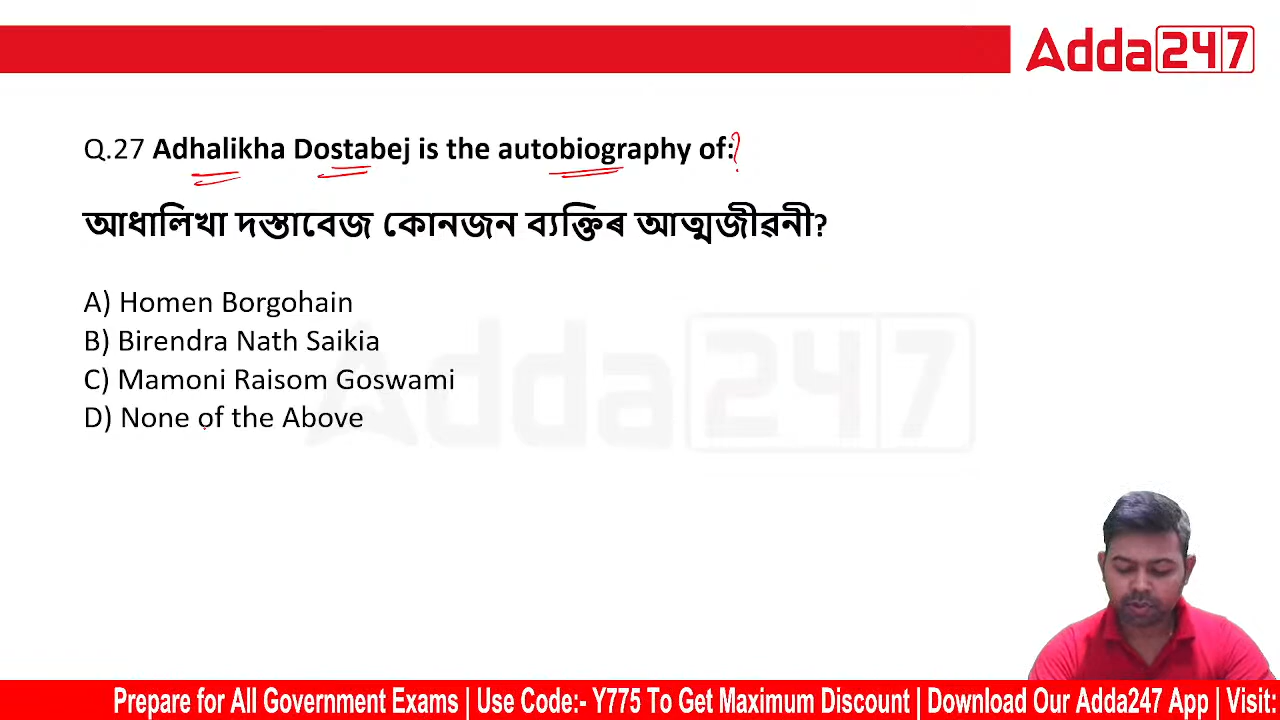 Adda247
Q.27 Adhalikha Dostabej is the autobiography of:?
আধালিখা দস্তাবেজ কোনজন ব্যক্তিৰ আত্মজীৱনী?
A) Homen Borgohain
B) Birendra Nath Saikia
C) Mamoni Raisom Goswami
D) None of the Above
Adda247
Prepare for All Government Exams | Use Code:- Y775 To Get Maximum Discount | Download Our Adda247 App | Visit: